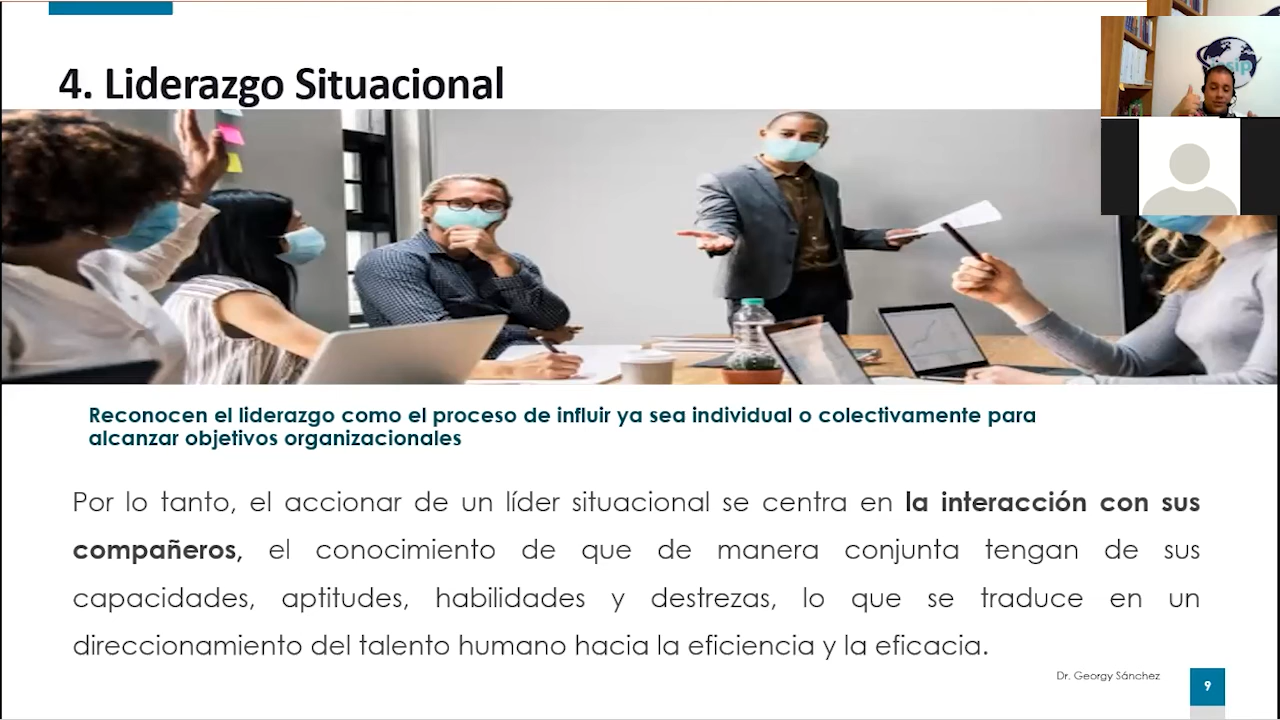 4. Liderazgo Situacional
Reconocen el liderazgo como el proceso de influir ya sea individual o colectivamente para
alcanzar objetivos organizacionales
Por lo tanto, el accionar de un líder situacional se centra en la interacción con sus
compañeros, el conocimiento de que de manera conjunta tengan de sus
capacidades, aptitudes, habilidades y destrezas, lo que se traduce en un
direccionamiento del talento humano hacia la eficiencia y la eficacia.
Dr. Georgy Sánchez
9